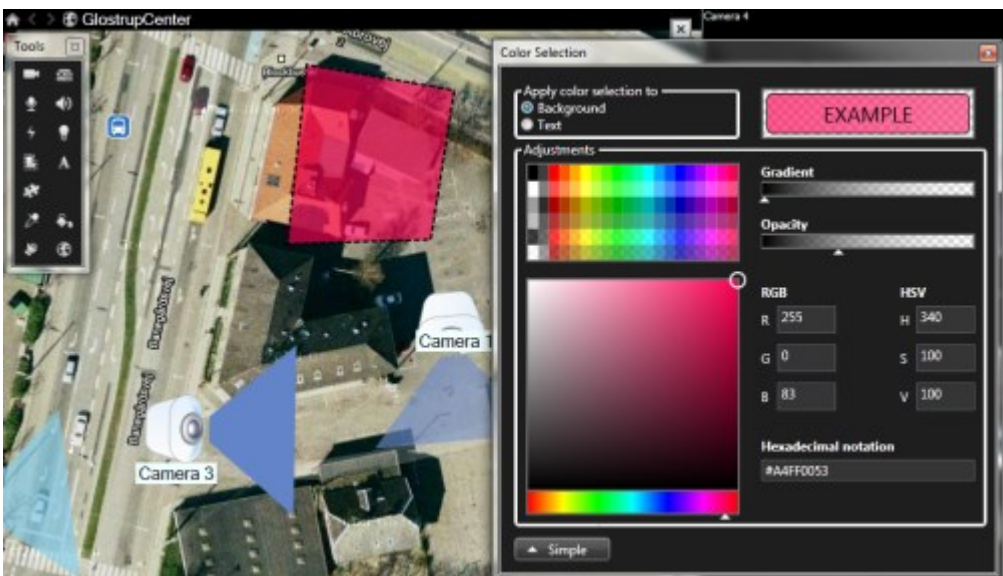 GlostrupCenter
Camera 4
Tools
Color Selection
Apply color selection to
Background
Text
EXAMPLE
Adjustments
Gradient
Opacity
RGB
HSV
R 255
H 340
G 0
S 100
B 83
V 100
Hexadecimal notation
#A4FF0053
Simple
A
Camera 1
Camera 3